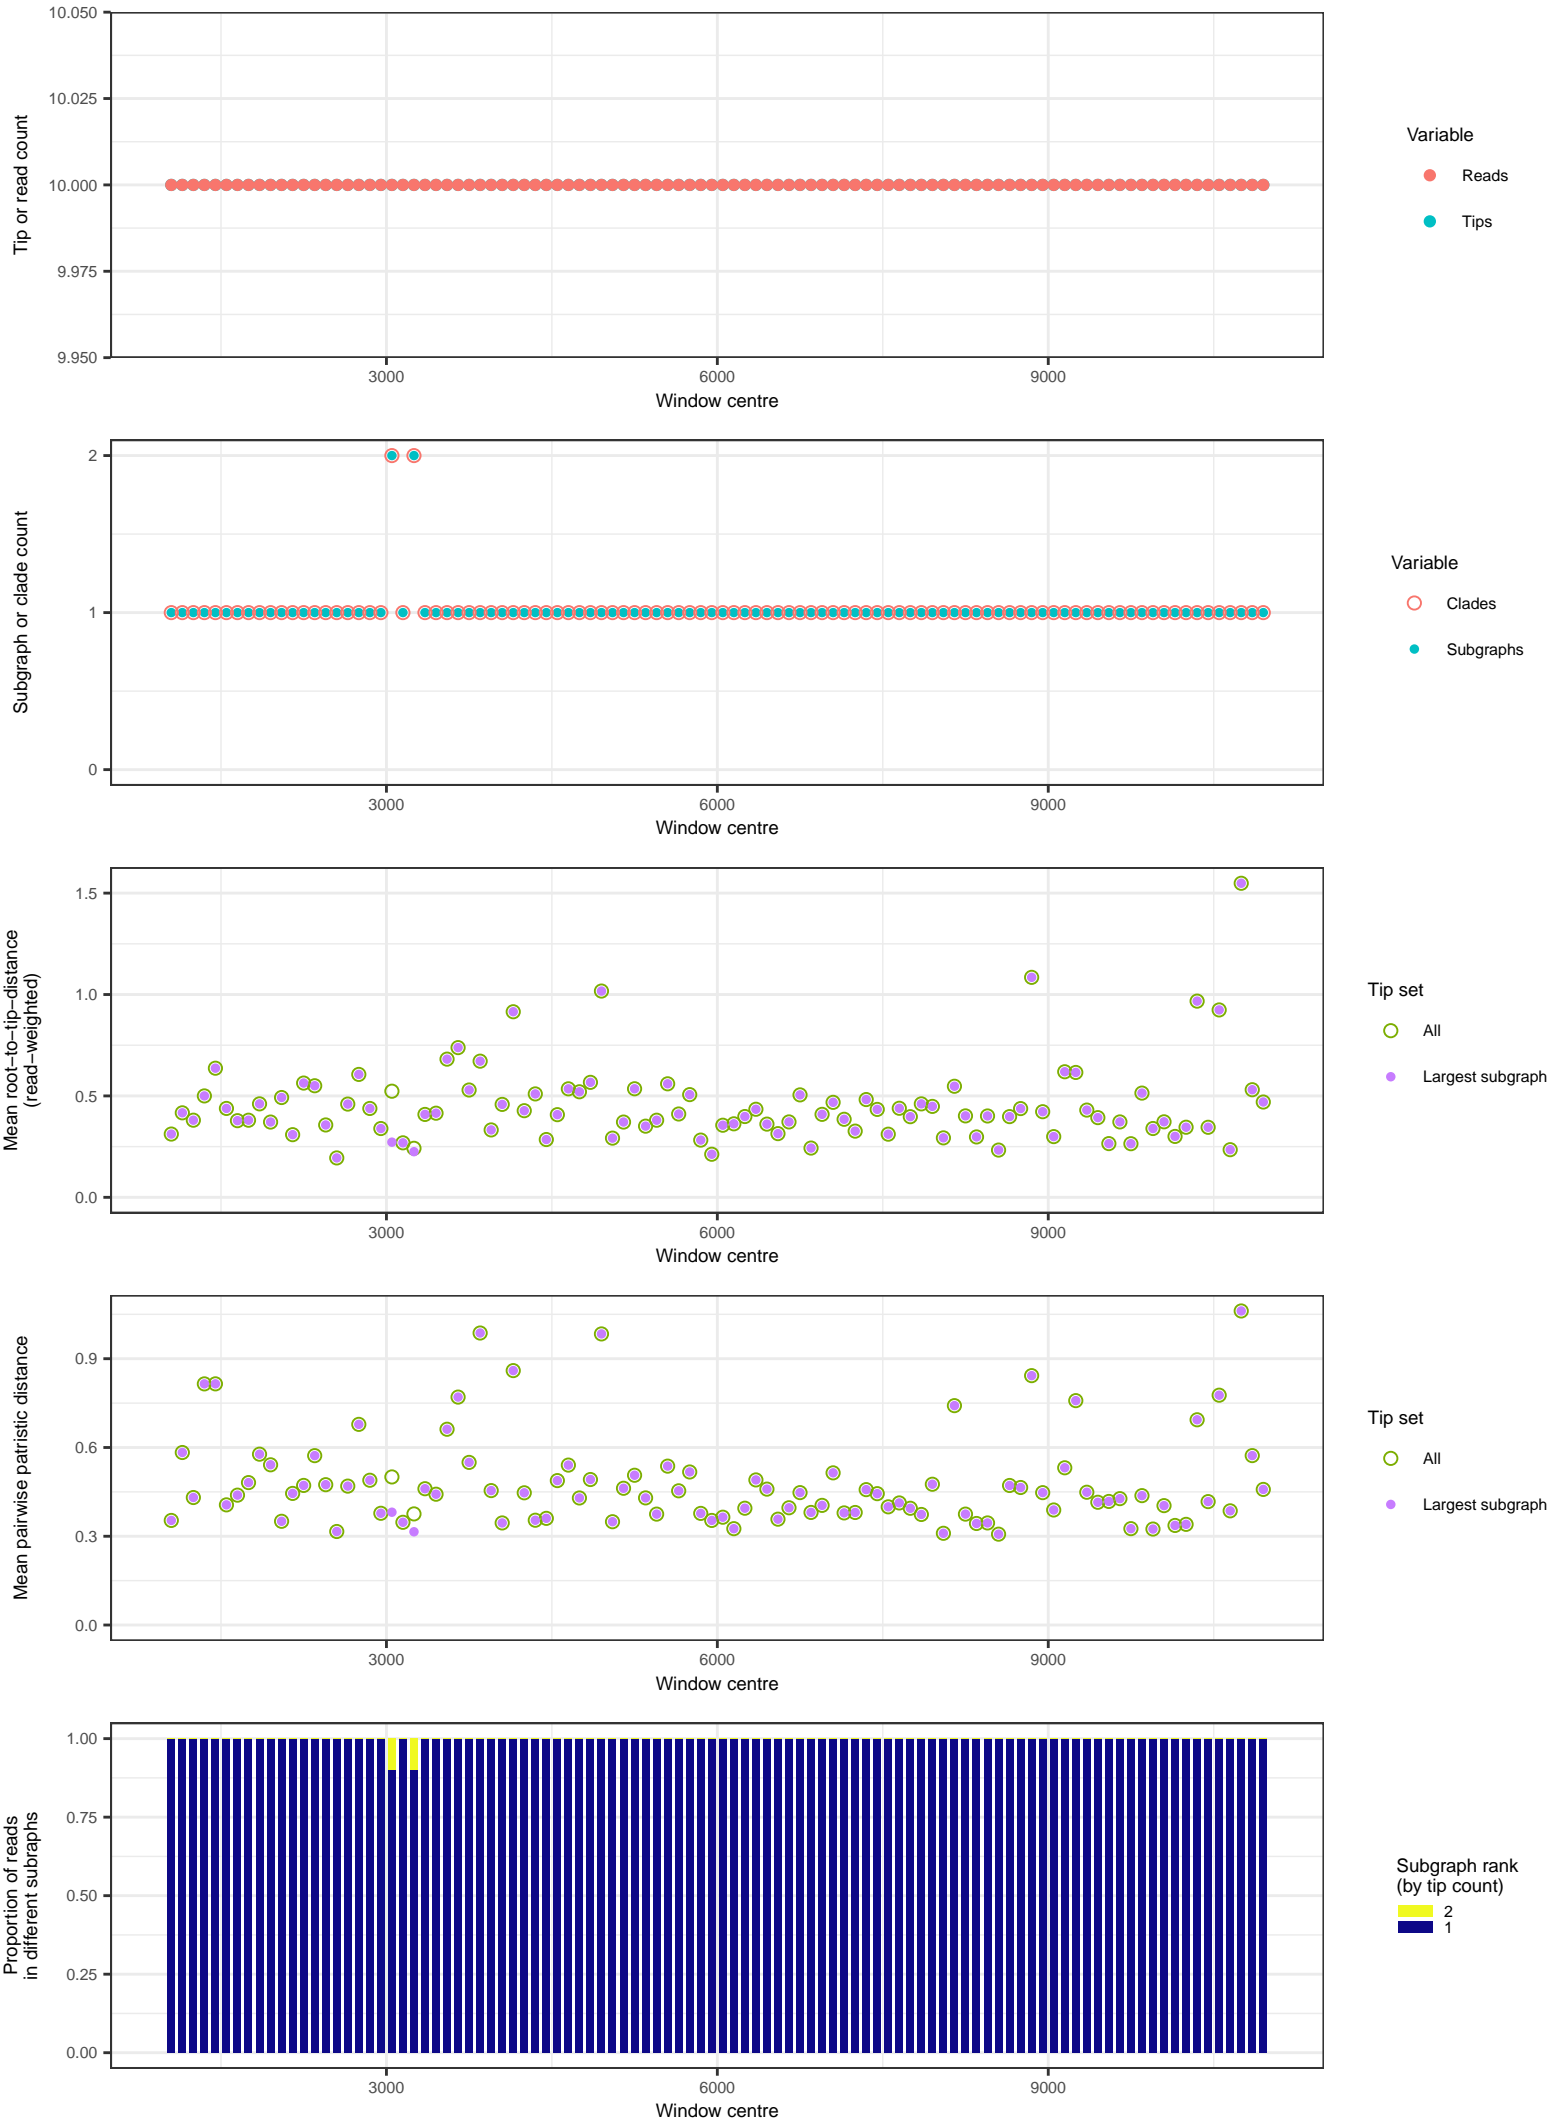 10.050
10.025
10.000
9.975
9.950
Tip or read count
3000
6000
9000
Window centre
Variable
Reads
Tips
2
1
0
Subgraph or clade count
3000
6000
9000
Window centre
Variable
Clades
Subgraphs
1.5
1.0
0.5
0.0
Mean root−to−tip−distance
(read−weighted)
3000
6000
9000
Window centre
Tip set
All
Largest subgraph
0.9
0.6
0.3
0.0
Mean pairwise patristic distance
3000
6000
9000
Window centre
Tip set
All
Largest subgraph
1.00
0.75
0.50
0.25
0.00
Proportion of reads
in different subraphs
3000
6000
9000
Window centre
Subgraph rank
(by tip count)
2
1